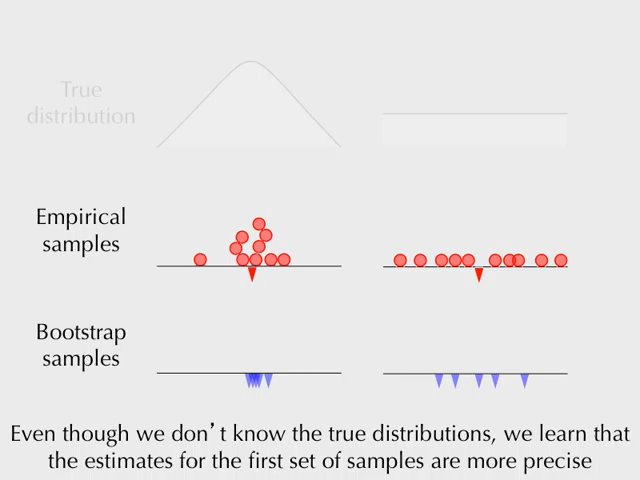 True
distribution
Empirical
samples
Bootstrap
samples
Even though we don’t know the true distributions, we learn that
the estimates for the first set of samples are more precise